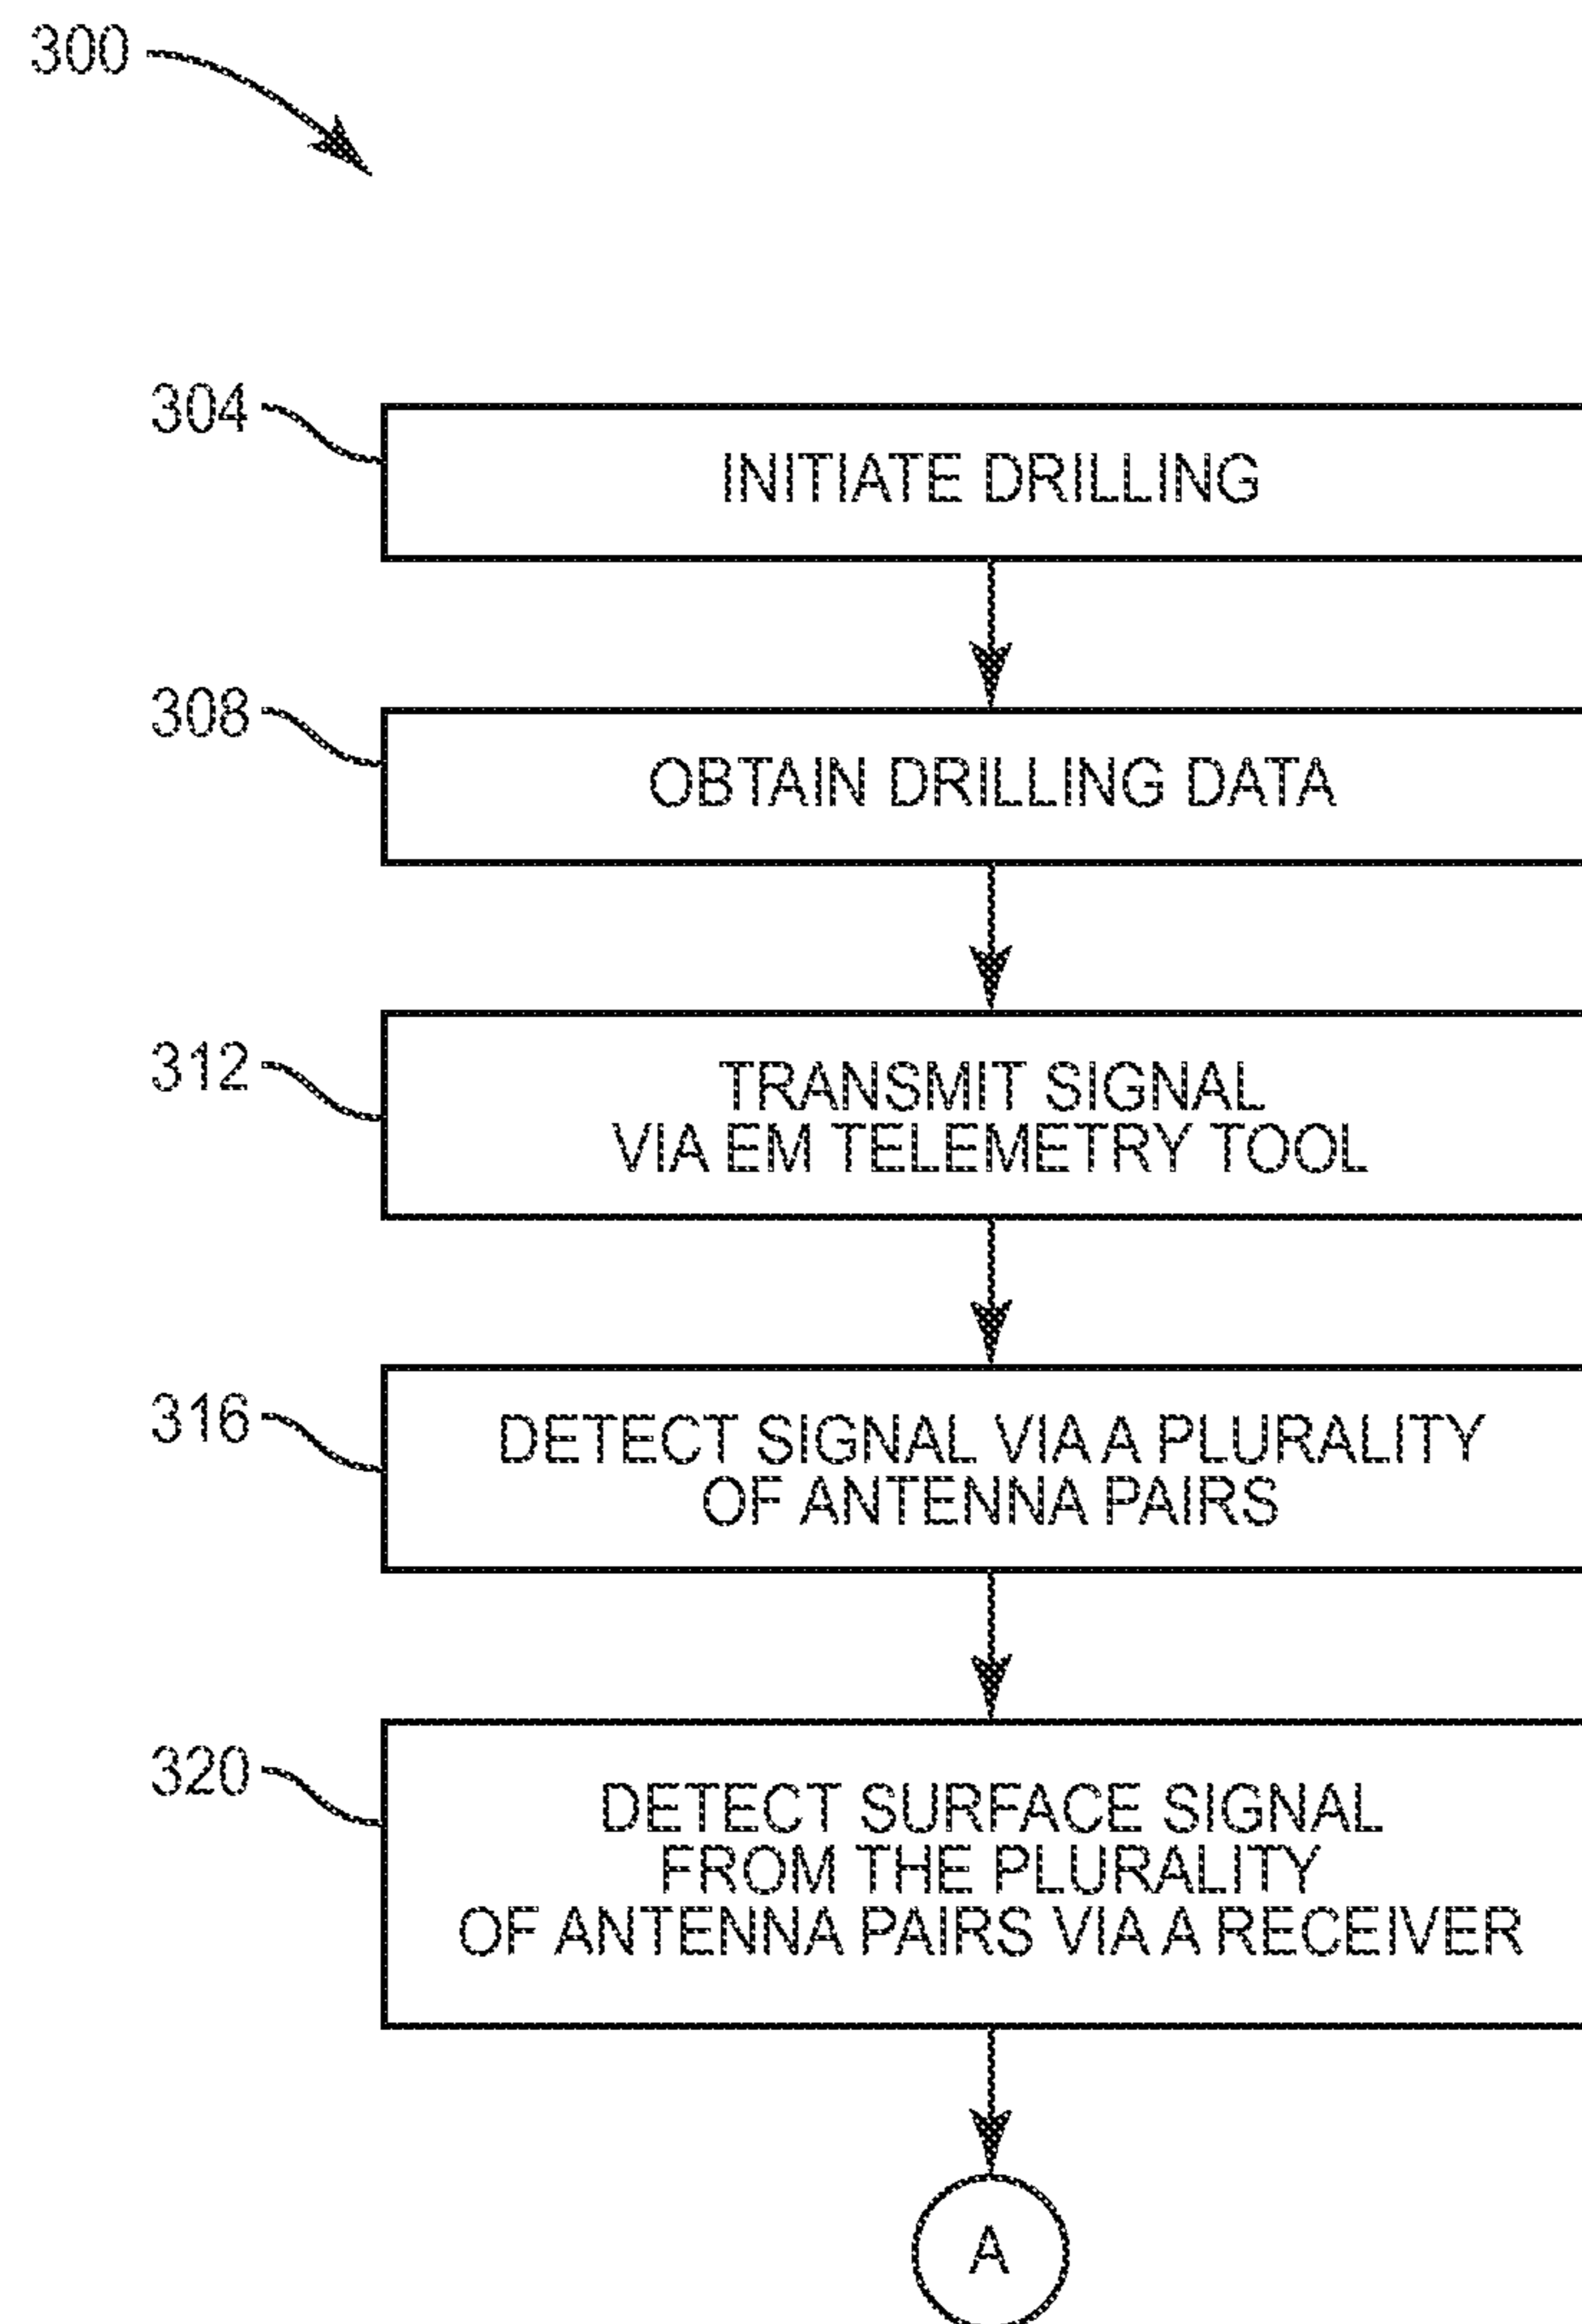 300
304
INITIATE DRILLING
308
OBTAIN DRILLING DATA
312
TRANSMIT SIGNAL
VIA EM TELEMETRY TOOL
316
DETECT SIGNAL VIA A PLURALITY
OF ANTENNA PAIRS
320
DETECT SURFACE SIGNAL
FROM THE PLURALITY
OF ANTENNA PAIRS VIA A RECEIVER
A